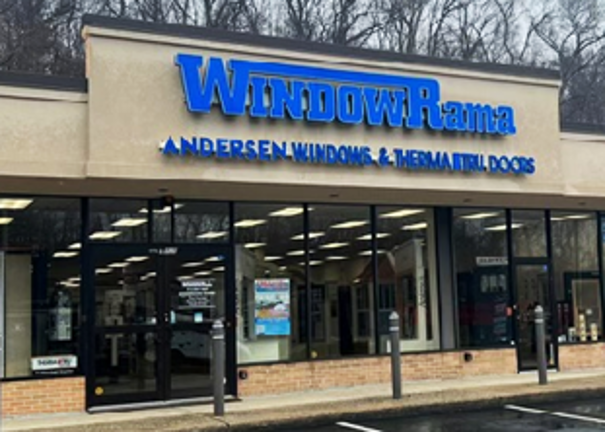 WINDOWRama
ANDERSEN WINDOWS & THERMA TRU DOORS